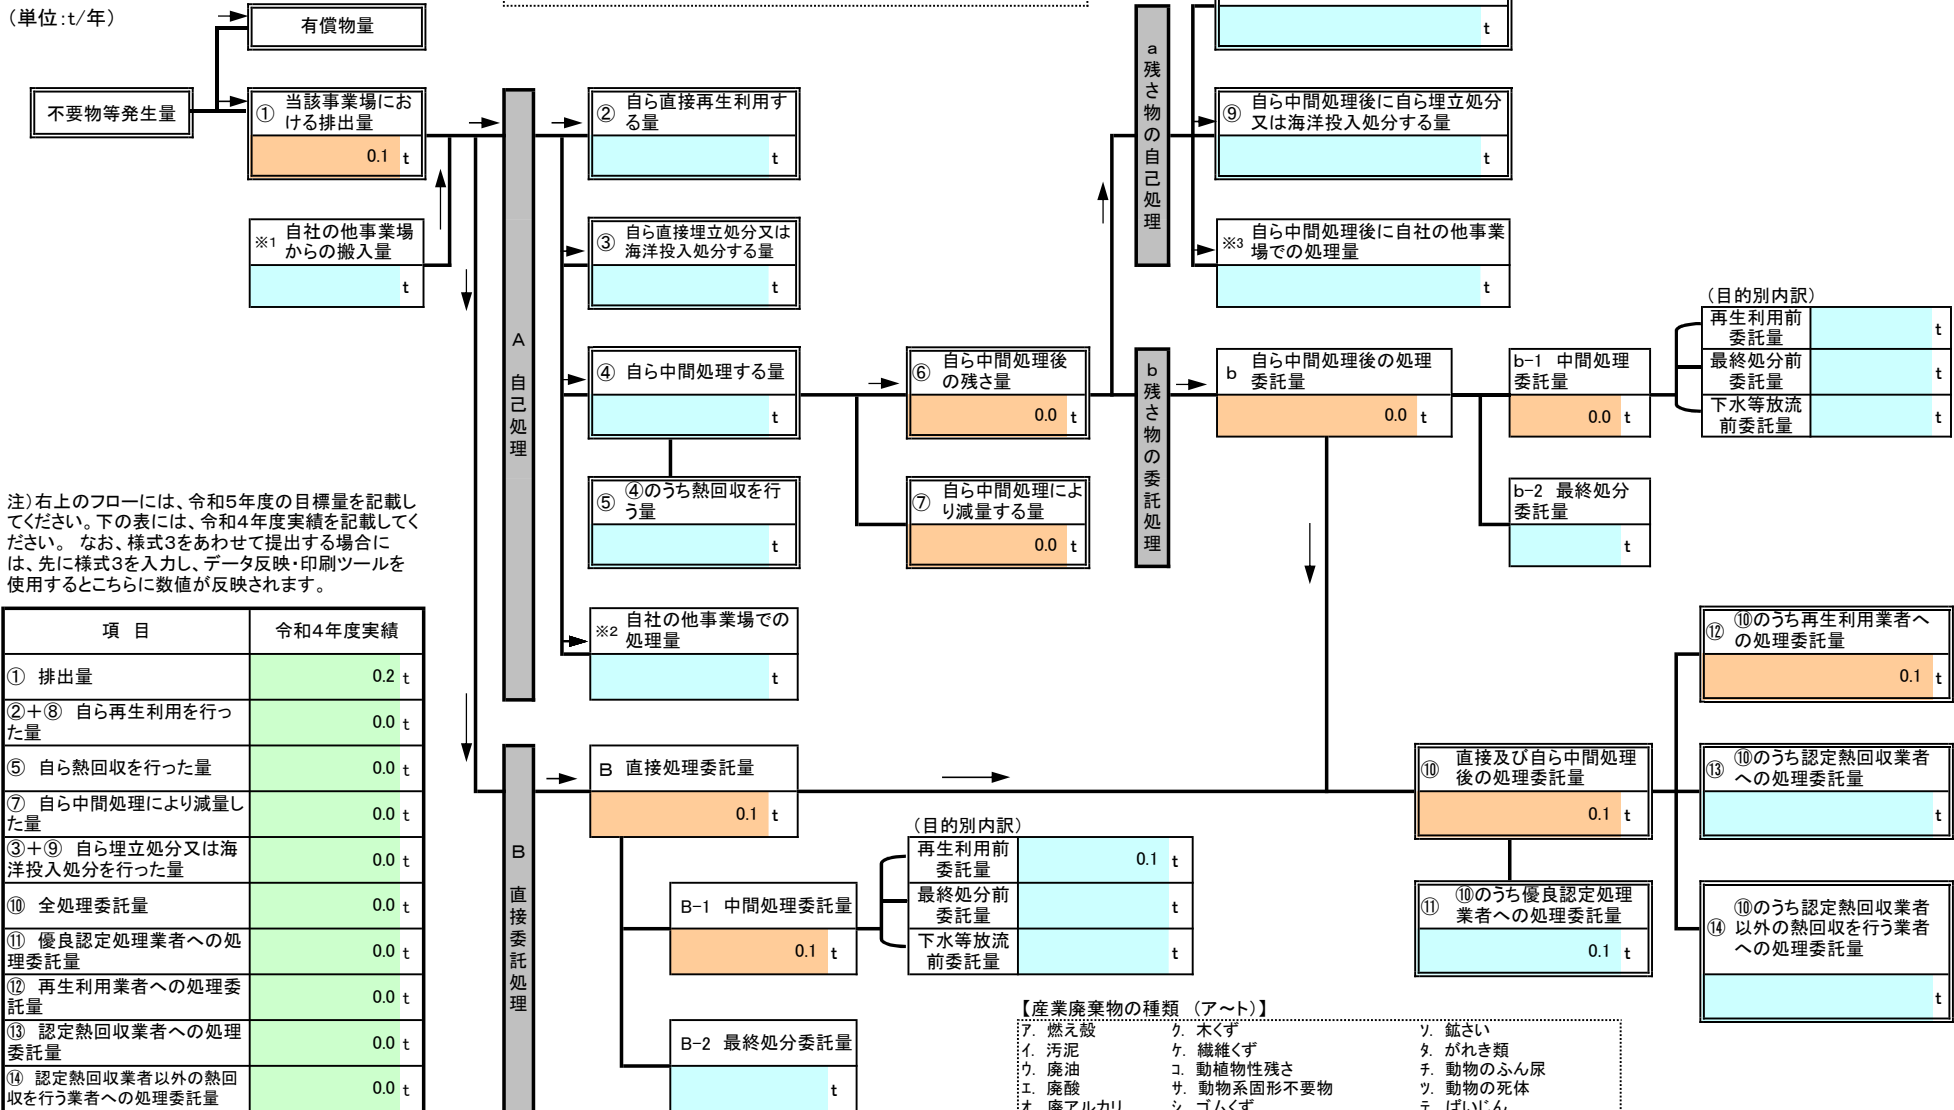 （単位：t/年）
有償物量
不要物等発生量
① 当該事業場にお
ける排出量
0.1 t
※1 自社の他事業場
からの搬入量
t
A 自己処理
② 自ら直接再生利用す
る量
t
③ 自ら直接埋立処分又は
海洋投入処分する量
t
④ 自ら中間処理する量
t
⑤ ④のうち熱回収を行
う量
t
※2 自社の他事業場での
処理量
t
⑥ 自ら中間処理後
の残さ量
0.0 t
⑦ 自ら中間処理によ
り減量する量
0.0 t
a 残さ物の自己処理
t
⑨ 自ら中間処理後に自ら埋立処分
又は海洋投入処分する量
t
※3 自ら中間処理後に自社の他事業
場での処理量
t
b 残さ物の委託処理
b 自ら中間処理後の処理
委託量
0.0 t
b-1 中間処理
委託量
0.0 t
b-2 最終処分
委託量
t
（目的別内訳）
再生利用前
委託量 t
最終処分前
委託量 t
下水等放流
前委託量 t
注）右上のフローには、令和5年度の目標量を記載し
てください。下の表には、令和4年度実績を記載してく
ださい。 なお、様式3をあわせて提出する場合に
は、先に様式3を入力し、データ反映・印刷ツールを
使用するとこちらに数値が反映されます。
項 目 令和4年度実績
① 排出量 0.2 t
②＋⑧ 自ら再生利用を行っ
た量 0.0 t
⑤ 自ら熱回収を行った量 0.0 t
⑦ 自ら中間処理により減量し
た量 0.0 t
③＋⑨ 自ら埋立処分又は海
洋投入処分を行った量 0.0 t
⑩ 全処理委託量 0.0 t
⑪ 優良認定処理業者への処
理委託量 0.0 t
⑫ 再生利用業者への処理委
託量 0.0 t
⑬ 認定熱回収業者への処理
委託量 0.0 t
⑭ 認定熱回収業者以外の熱回
収を行う業者への処理委託量 0.0 t
B 直接委託処理
B 直接処理委託量
0.1 t
B-1 中間処理委託量
0.1 t
B-2 最終処分委託量
t
（目的別内訳）
再生利用前
委託量 0.1 t
最終処分前
委託量 t
下水等放流
前委託量 t
⑩ 直接及び自ら中間処理
後の処理委託量
0.1 t
⑪ ⑩のうち優良認定処理
業者への処理委託量
0.1 t
⑫ ⑩のうち再生利用業者へ
の処理委託量
0.1 t
⑬ ⑩のうち認定熱回収業者
への処理委託量
t
⑭ ⑩のうち認定熱回収業者
以外の熱回収を行う業者
への処理委託量
t
【産業廃棄物の種類 （ア～ト）】
ア. 燃え殻 ク. 木くず ソ. 鉱さい
イ. 汚泥 ケ. 繊維くず タ. がれき類
ウ. 廃油 コ. 動植物性残さ チ. 動物のふん尿
エ. 廃酸 サ. 動物系固形不要物 ツ. 動物の死体
オ. 廃アルカリ シ. ゴムくず テ. ばいじん